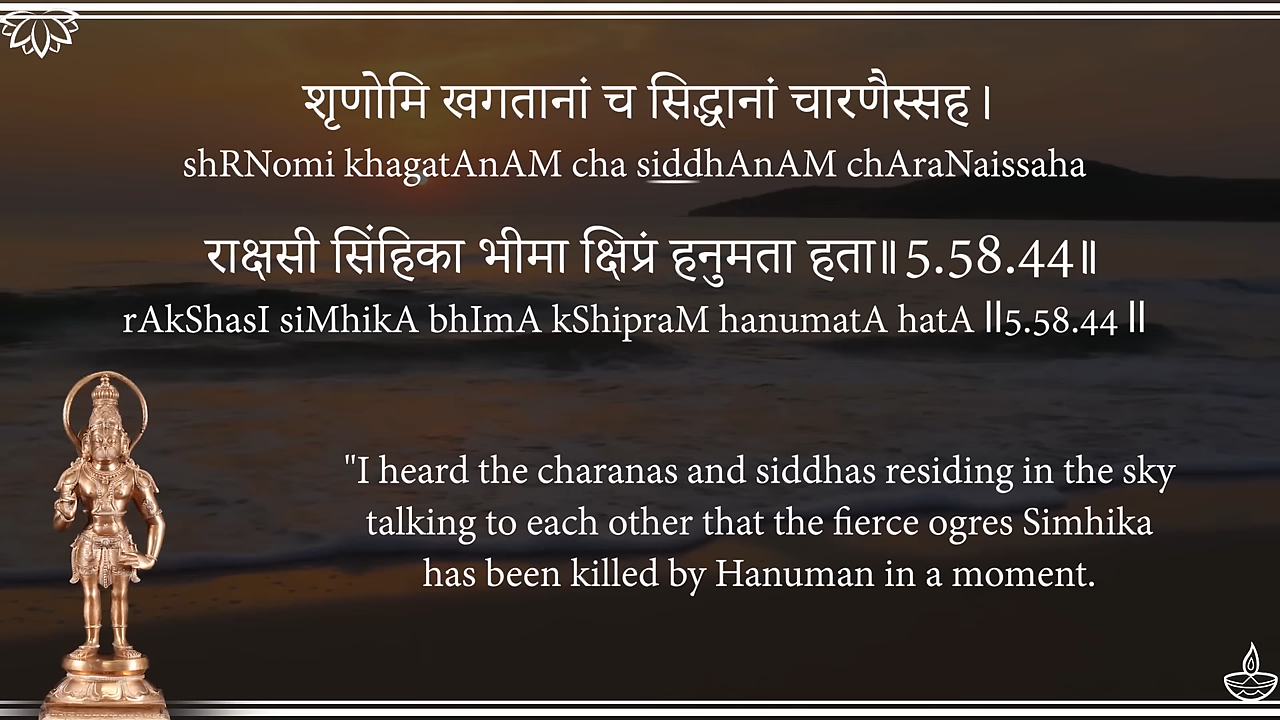 शृणोमि खगतानां च सिद्धानां चारणैस्सह।
shRNomi khagatAnAM cha siddhAnAM chAraNaissaha
राक्षसी सिंहिका भीमा क्षिप्रं हनुमता हता॥5.58.44॥
rAkShasI siMhikA bhImA kShipraM hanumatA hatA ||5.58.44 ||
"I heard the charanas and siddhas residing in the sky
talking to each other that the fierce ogres Simhika
has been killed by Hanuman in a moment.